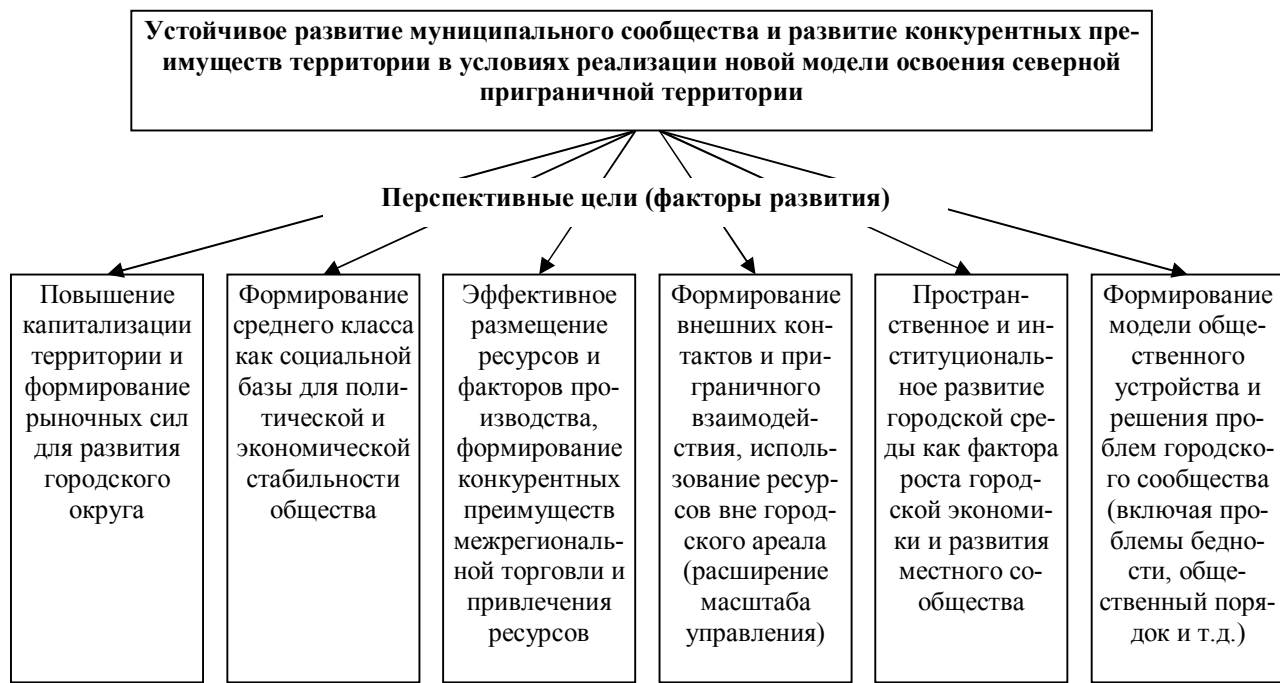 Устойчивое развитие муниципального сообщества и развитие конкурентных пре-
имуществ территории в условиях реализации новой модели освоения северной
приграничной территории
Перспективные цели (факторы развития)
Повышение
капитализации
территории и
формирование
рыночных сил
для развития
городского
округа
Формирование
среднего класса
как социальной
базы для поли-
тической и
экономической
стабильности
общества
Эффективное
размещение
ресурсов и
факторов про-
изводства,
формирование
конкурентных
преимуществ
межрегиональ-
ной торговли и
привлечения
ресурсов
Формирование
внешних кон-
тактов и при-
граничного
взаимодей-
ствия, исполь-
зование ресур-
сов вне город-
ского ареала
(расширение
масштаба
управления)
Простран-
ственное и ин-
ституциональ-
ное развитие
городской сре-
ды как фактора
роста город-
ской экономи-
ки и развития
местного со-
общества
Формирование
модели обще-
ственного
устройства и
решения про-
блем городско-
го сообщества
(включая про-
блемы бедно-
сти, обще-
ственный поря-
док и т.д.)